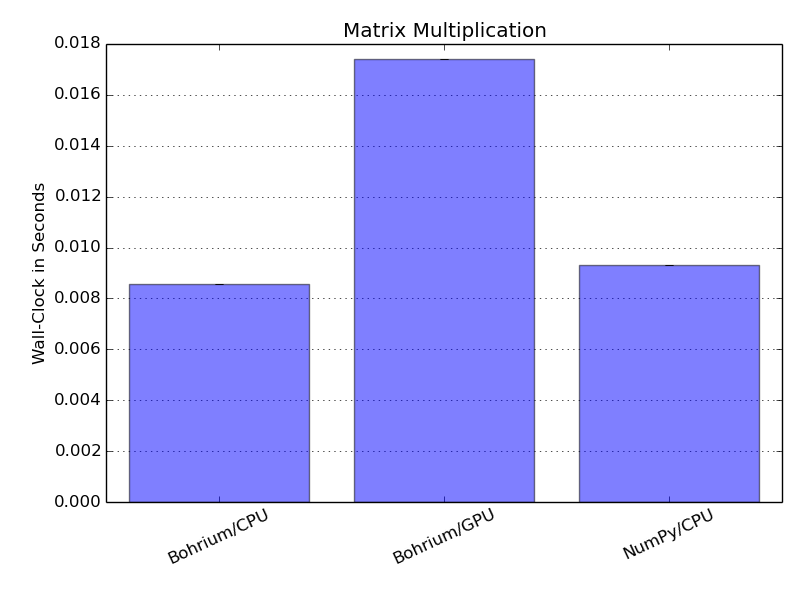 Matrix Multiplication
0.018
0.016
0.014
0.012
0.010
0.008
0.006
0.004
0.002
0.000
Wall-Clock in Seconds
Bohrium/CPU
Bohrium/GPU
NumPy/CPU